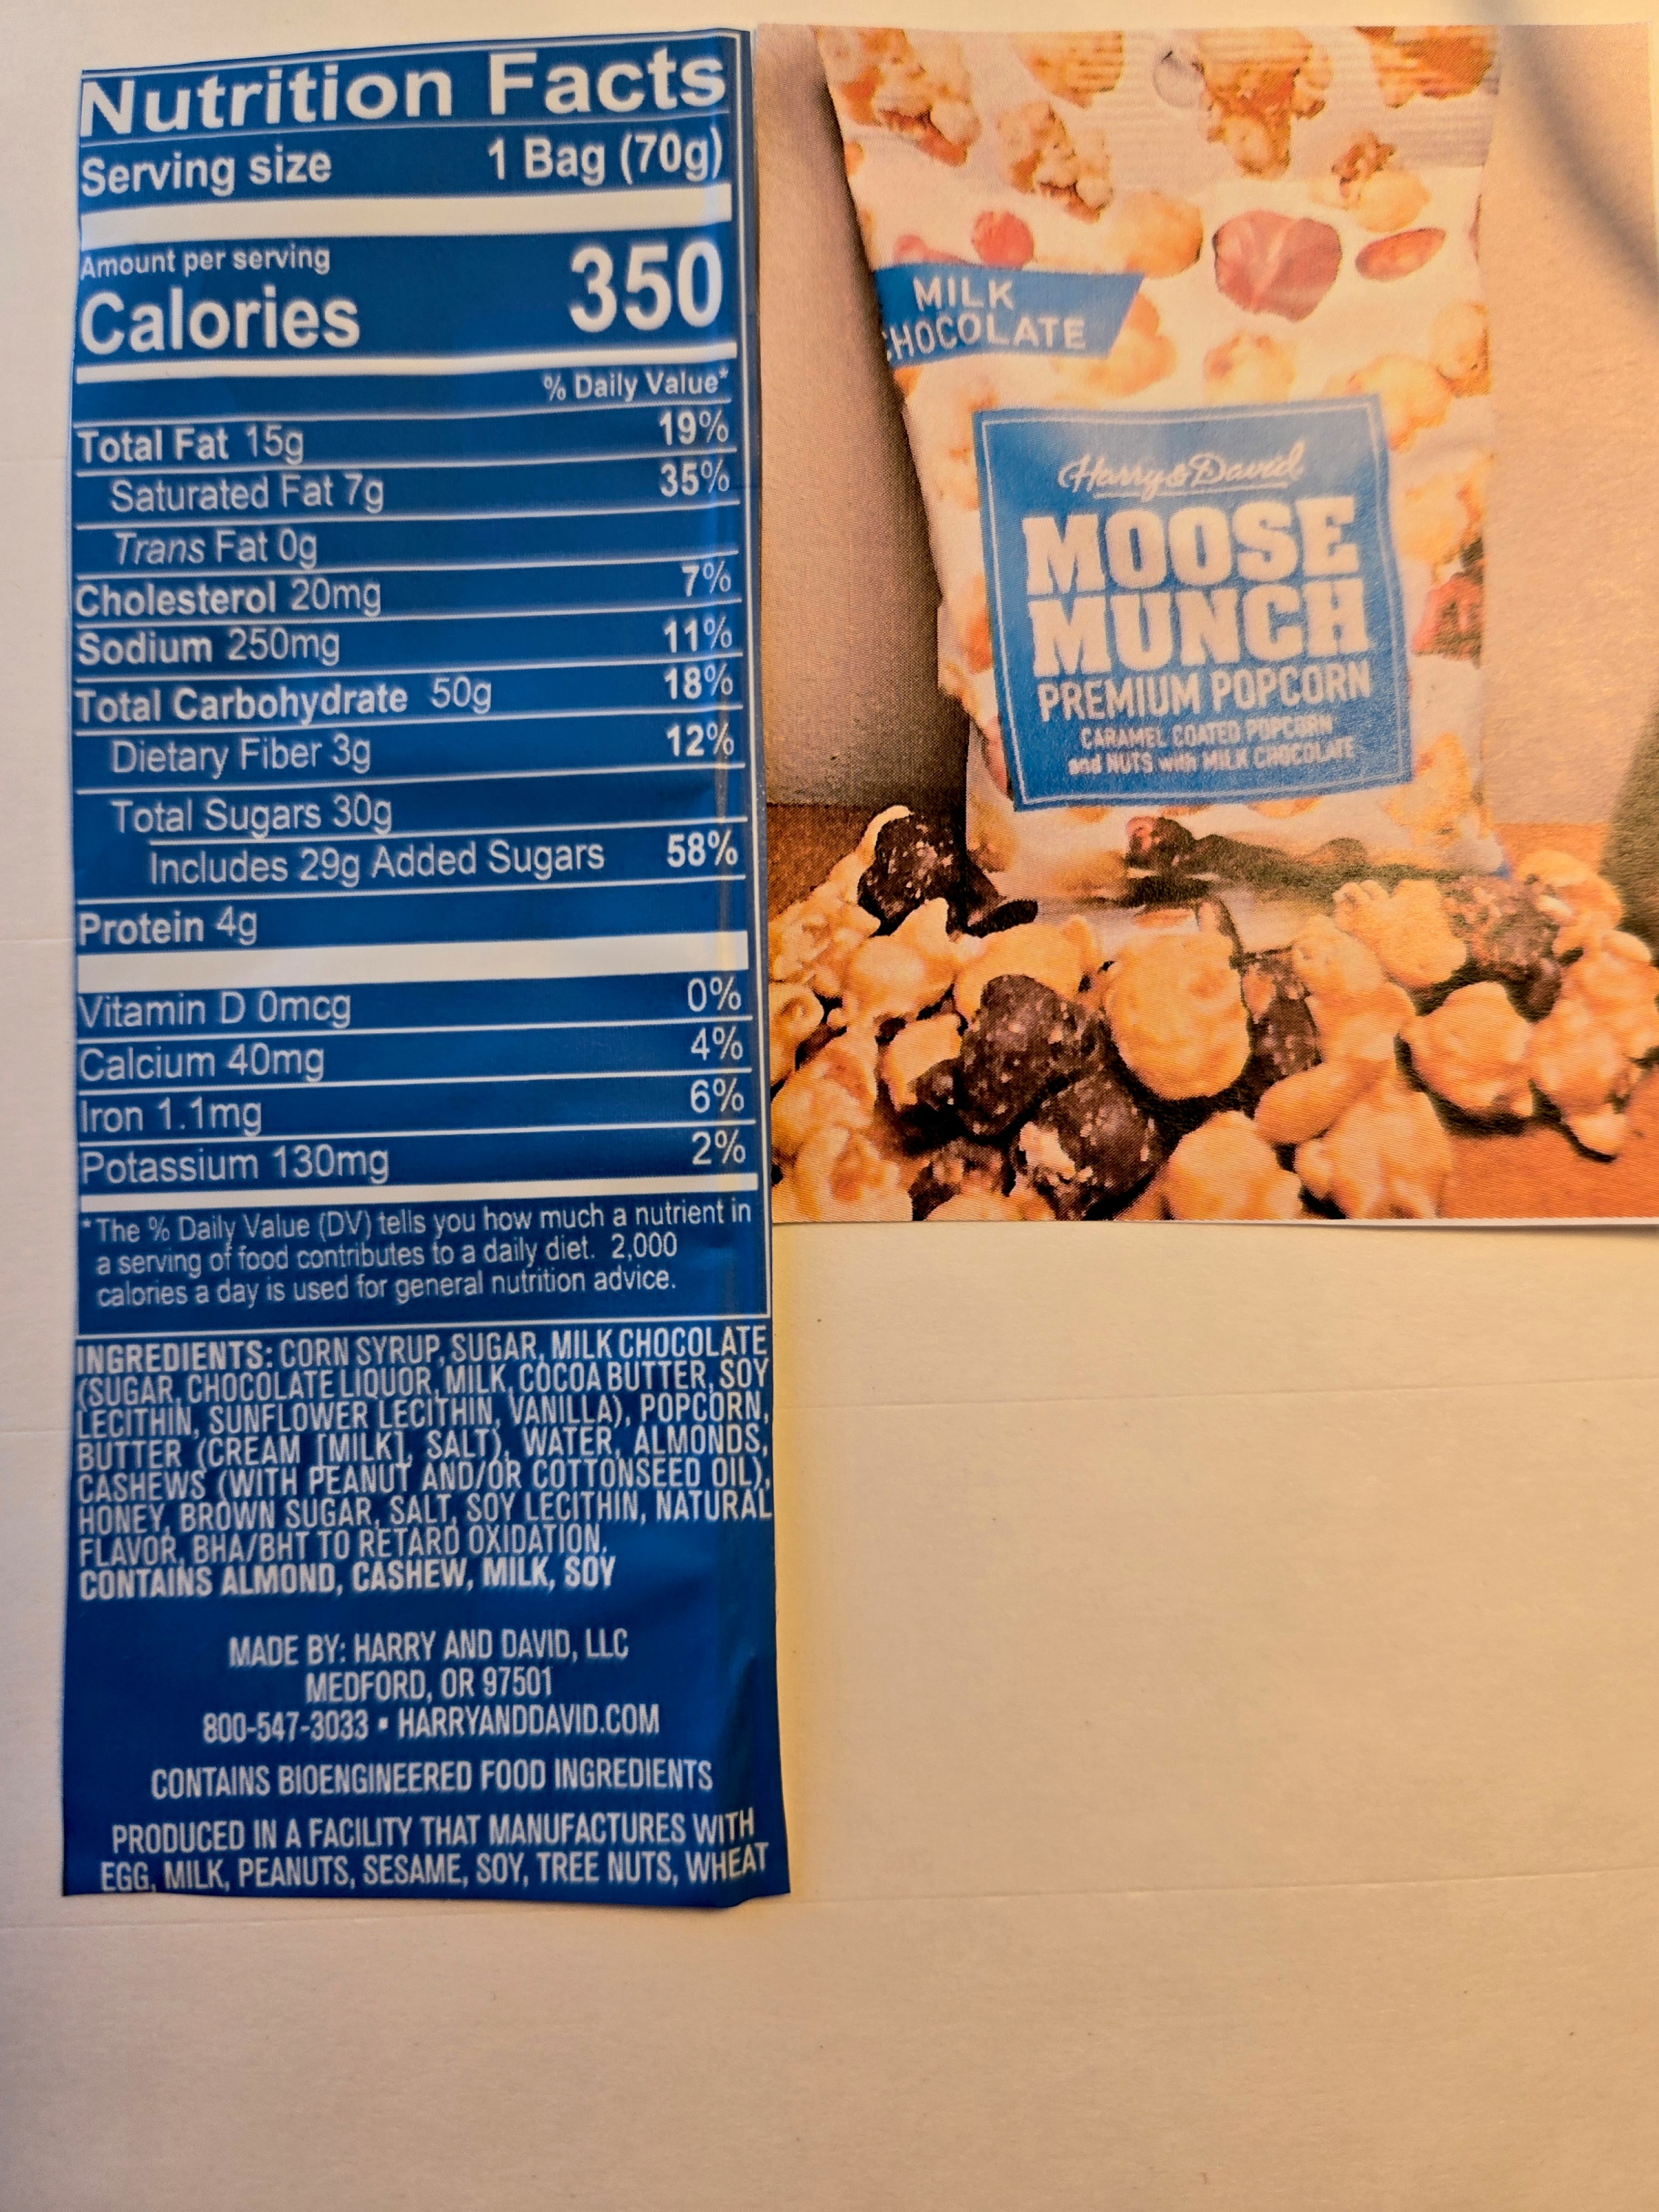 Nutrition Facts
Serving size 1 Bag (70g)
Amount per serving
Calories 350
% Daily Value*
Total Fat 15g 19%
Saturated Fat 7g 35%
Trans Fat 0g
Cholesterol 20mg 7%
Sodium 250mg 11%
Total Carbohydrate 50g 18%
Dietary Fiber 3g 12%
Total Sugars 30g
Includes 29g Added Sugars 58%
Protein 4g
Vitamin D 0mcg 0%
Calcium 40mg 4%
Iron 1.1mg 6%
Potassium 130mg 2%
*The % Daily Value (DV) tells you how much a nutrient in
a serving of food contributes to a daily diet. 2,000
calories a day is used for general nutrition advice.
INGREDIENTS: CORN SYRUP, SUGAR, MILK CHOCOLATE
(SUGAR, CHOCOLATE LIQUOR, MILK, COCOA BUTTER, SOY
LECITHIN, SUNFLOWER LECITHIN, VANILLA), POPCORN,
BUTTER (CREAM [MILK], SALT), WATER, ALMONDS,
CASHEWS (WITH PEANUT AND/OR COTTONSEED OIL),
HONEY, BROWN SUGAR, SALT, SOY LECITHIN, NATURAL
FLAVOR, BHA/BHT TO RETARD OXIDATION.
CONTAINS ALMOND, CASHEW, MILK, SOY
MADE BY: HARRY AND DAVID, LLC
MEDFORD, OR 97501
800-547-3033 ▪ HARRYANDDAVID.COM
CONTAINS BIOENGINEERED FOOD INGREDIENTS
PRODUCED IN A FACILITY THAT MANUFACTURES WITH
EGG, MILK, PEANUTS, SESAME, SOY, TREE NUTS, WHEAT
MILK
CHOCOLATE
Harry & David
MOOSE
MUNCH
PREMIUM POPCORN
CARAMEL COATED POPCORN
and NUTS with MILK CHOCOLATE